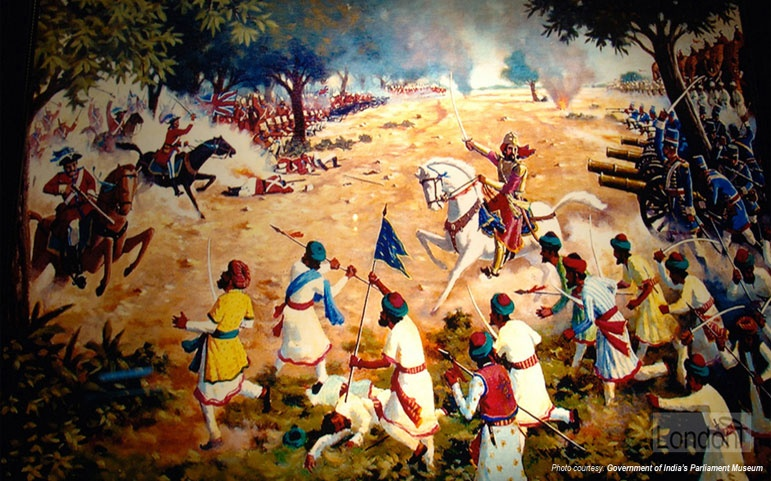 London
Photo courtesy: Government of India's Parliament Museum